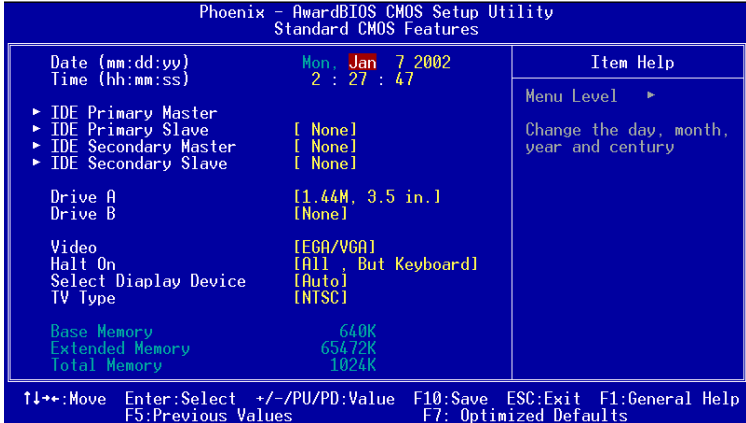 Phoenix - AwardBIOS CMOS Setup Utility
Standard CMOS Features
Date (mm:dd:yy) Mon, Jan 7 2002
Time (hh:mm:ss) 2 : 27 : 47
► IDE Primary Master
► IDE Primary Slave [ None]
► IDE Secondary Master [ None]
► IDE Secondary Slave [ None]
Drive A [1.44M, 3.5 in.]
Drive B [None]
Video [EGA/VGA]
Halt On [All , But Keyboard]
Select Diaplay Device [Auto]
TV Type [NTSC]
Base Memory 640K
Extended Memory 65472K
Total Memory 1024K
Item Help
Menu Level ►
Change the day, month,
year and century
↑↓→←:Move Enter:Select +/-/PU/PD:Value F10:Save ESC:Exit F1:General Help
F5:Previous Values F7: Optimized Defaults